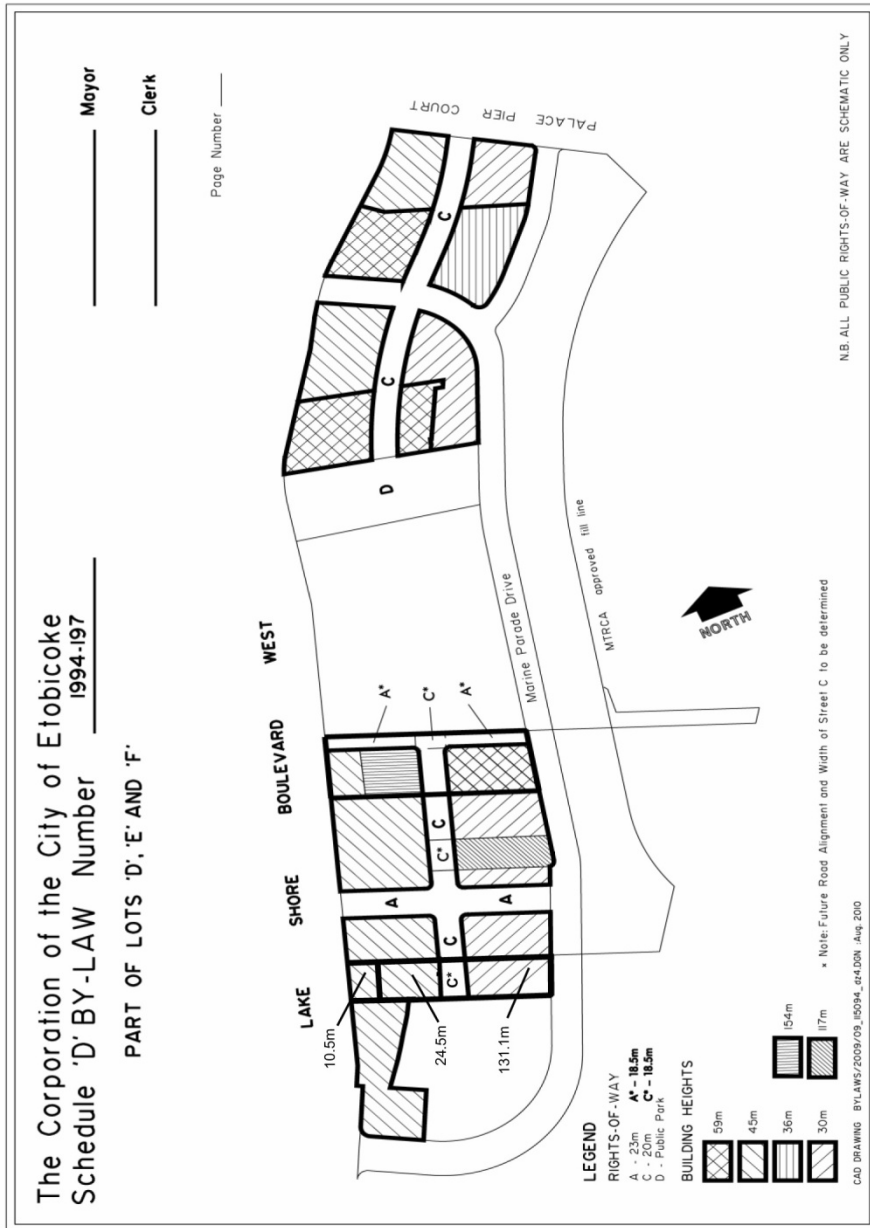 The Corporation of the City of Etobicoke
Schedule 'D' BY-LAW Number 1994-197
PART OF LOTS 'D', 'E' AND 'F'
Mayor
Clerk
Page Number
LAKE SHORE BOULEVARD WEST
PALACE PIER COURT
10.5m
24.5m
131.1m
A
A
C*
C
C*
C
A*
C*
A*
D
C
C
Marine Parade Drive
MTRCA approved fill line
NORTH
LEGEND
RIGHTS-OF-WAY
A - 23m A* - 18.5m
C - 20m C* - 18.5m
D - Public Park
BUILDING HEIGHTS
59m
45m
36m
30m
154m
117m
* Note: Future Road Alignment and Width of Street C to be determined
N.B. ALL PUBLIC RIGHTS-OF-WAY ARE SCHEMATIC ONLY
CAD DRAWING BYLAWS/2009/09_115094_dz4.DGN :Aug. 2010